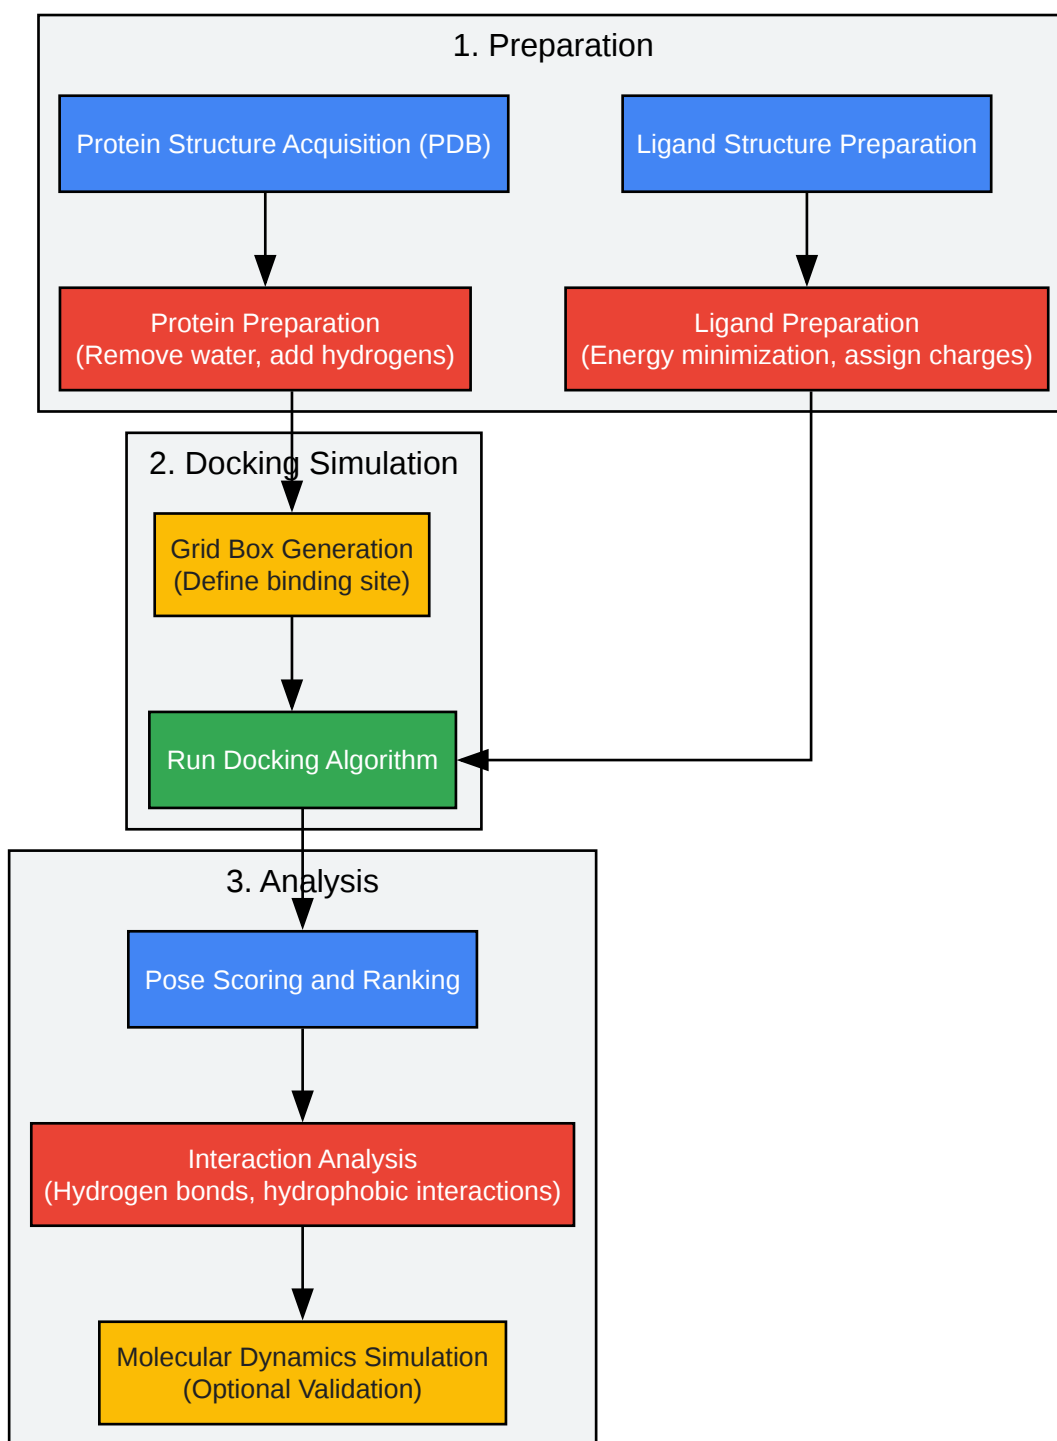 1. Preparation
Protein Structure Acquisition (PDB)
Ligand Structure Preparation
Protein Preparation
(Remove water, add hydrogens)
Ligand Preparation
(Energy minimization, assign charges)
2. Docking Simulation
Grid Box Generation
(Define binding site)
Run Docking Algorithm
3. Analysis
Pose Scoring and Ranking
Interaction Analysis
(Hydrogen bonds, hydrophobic interactions)
Molecular Dynamics Simulation
(Optional Validation)